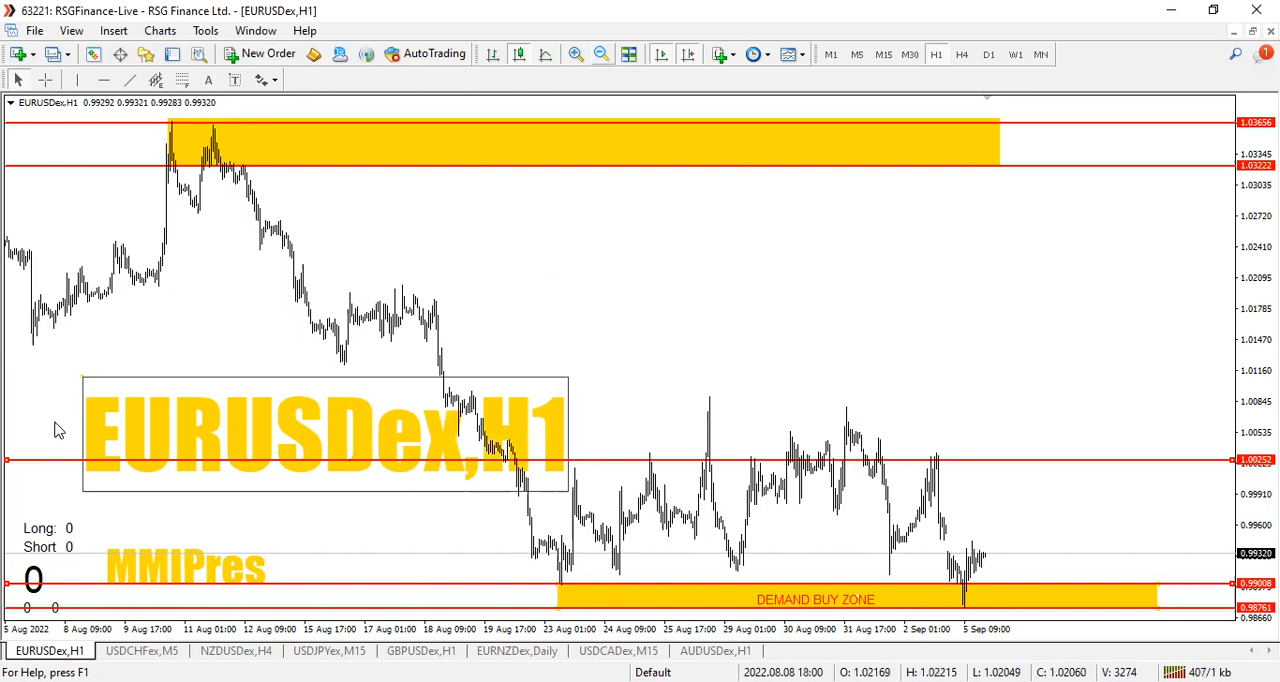 63221: RSGFinance-Live - RSG Finance Ltd. - [EURUSDex,H1]
File View Insert Charts Tools Window Help
New Order AutoTrading M1 M5 M15 M30 H1 H4 D1 W1 MN 1
A T
EURUSDex,H1 0.99292 0.99321 0.99283 0.99320
1.03656
1.03345
1.03222
1.03035
1.02720
1.02410
1.02095
1.01785
1.01470
1.01160
1.00845
1.00535
1.00252
0.99910
0.99600
0.99320
0.99008
0.98761
0.98660
EURUSDex,H1
Long: 0
Short 0
MMIPres
0
0 0
DEMAND BUY ZONE
5 Aug 2022 8 Aug 09:00 9 Aug 17:00 11 Aug 01:00 12 Aug 09:00 15 Aug 17:00 17 Aug 01:00 18 Aug 09:00 19 Aug 17:00 23 Aug 01:00 24 Aug 09:00 25 Aug 17:00 29 Aug 01:00 30 Aug 09:00 31 Aug 17:00 2 Sep 01:00 5 Sep 09:00
EURUSDex,H1 USDCHFex,M5 NZDUSDex,H4 USDJPYex,M15 GBPUSDex,H1 EURNZDex,Daily USDCADex,M15 AUDUSDex,H1
For Help, press F1 Default 2022.08.08 18:00 O: 1.02169 H: 1.02215 L: 1.02049 C: 1.02060 V: 3274 407/1 kb